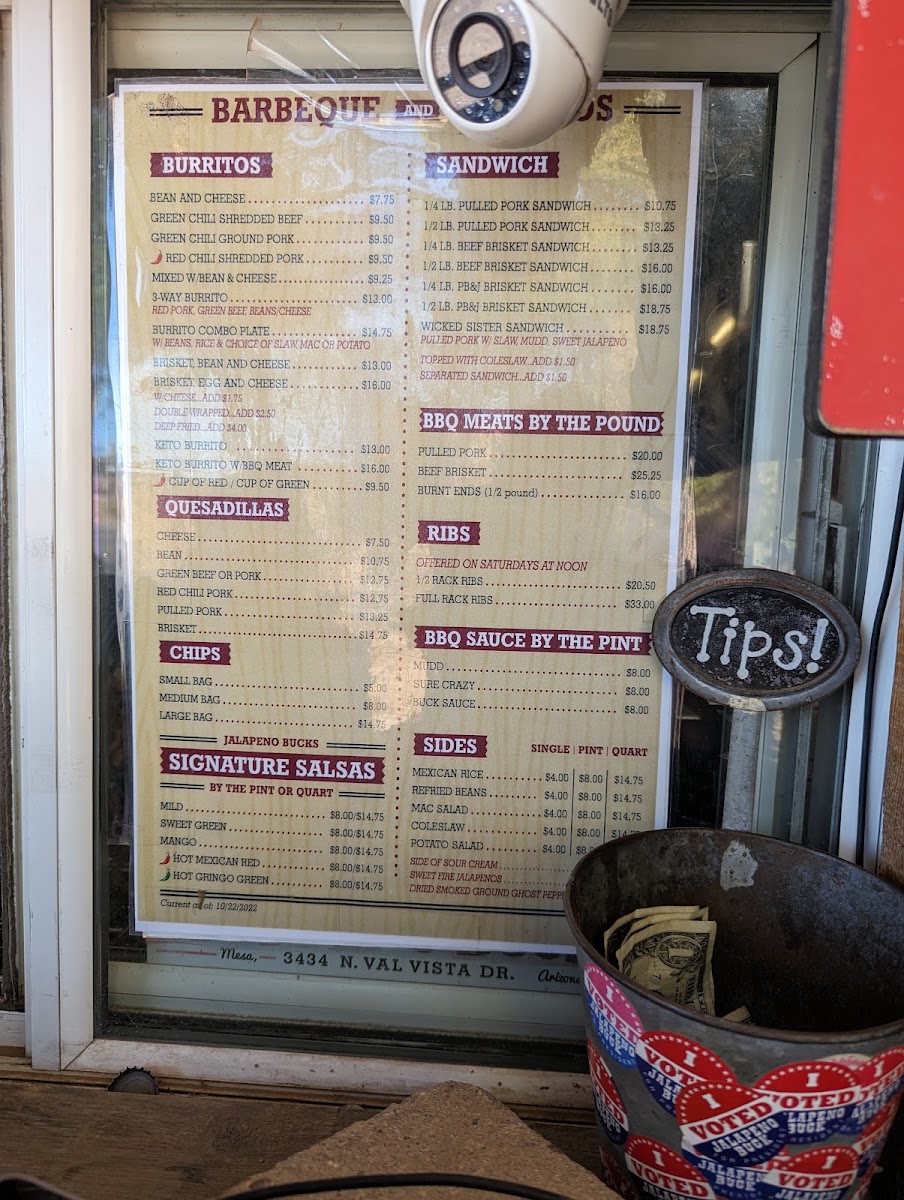 BARBEQUE AND
BURRITOS
BEAN AND CHEESE $7.75
GREEN CHILI SHREDDED BEEF $9.50
GREEN CHILI GROUND PORK $9.50
RED CHILI SHREDDED PORK $9.50
MIXED W/BEAN & CHEESE $9.25
3-WAY BURRITO $13.00
RED PORK, GREEN BEEF BEANS/CHEESE
BURRITO COMBO PLATE $14.75
W/ BEANS, RICE & CHOICE OF SLAW, MAC OR POTATO
BRISKET, BEAN AND CHEESE $13.00
BRISKET, EGG AND CHEESE $16.00
W/CHEESE...ADD $1.75
DOUBLE WRAPPED...ADD $2.50
DEEP FRIED...ADD $4.00
KETO BURRITO $13.00
KETO BURRITO W/BBQ MEAT $16.00
CUP OF RED / CUP OF GREEN $9.50
QUESADILLAS
CHEESE $7.50
BEAN $10.75
GREEN BEEF OR PORK $12.75
RED CHILI PORK $12.75
PULLED PORK $13.25
BRISKET $14.75
CHIPS
SMALL BAG $5.00
MEDIUM BAG $8.00
LARGE BAG $14.75
JALAPENO BUCKS
SIGNATURE SALSAS
BY THE PINT OR QUART
MILD $8.00/$14.75
SWEET GREEN $8.00/$14.75
MANGO $8.00/$14.75
HOT MEXICAN RED $8.00/$14.75
HOT GRINGO GREEN $8.00/$14.75
Current as of: 10/22/2022
SANDWICH
1/4 LB. PULLED PORK SANDWICH $10.75
1/2 LB. PULLED PORK SANDWICH $13.25
1/4 LB. BEEF BRISKET SANDWICH $13.25
1/2 LB. BEEF BRISKET SANDWICH $16.00
1/4 LB. PB&J BRISKET SANDWICH $16.00
1/2 LB. PB&J BRISKET SANDWICH $18.75
WICKED SISTER SANDWICH $18.75
PULLED PORK W/ SLAW, MUDD, SWEET JALAPENO
TOPPED WITH COLESLAW...ADD $1.50
SEPARATED SANDWICH...ADD $1.50
BBQ MEATS BY THE POUND
PULLED PORK $20.00
BEEF BRISKET $25.25
BURNT ENDS (1/2 pound) $16.00
RIBS
OFFERED ON SATURDAYS AT NOON
1/2 RACK RIBS $20.50
FULL RACK RIBS $33.00
BBQ SAUCE BY THE PINT
MUDD $8.00
SURE CRAZY $8.00
BUCK SAUCE $8.00
SIDES SINGLE | PINT | QUART
MEXICAN RICE $4.00 $8.00 $14.75
REFRIED BEANS $4.00 $8.00 $14.75
MAC SALAD $4.00 $8.00 $14.75
COLESLAW $4.00 $8.00
POTATO SALAD $4.00
SIDE OF SOUR CREAM
SWEET FIRE JALAPENOS
DRIED SMOKED GROUND GHOST
Mesa, 3434 N. VAL VISTA DR.
Tips!
I VOTED JALAPENO BUCK
I VOTED JALAPENO BUCK
I VOTED JALAPENO BUCK
I VOTED
I VOTED